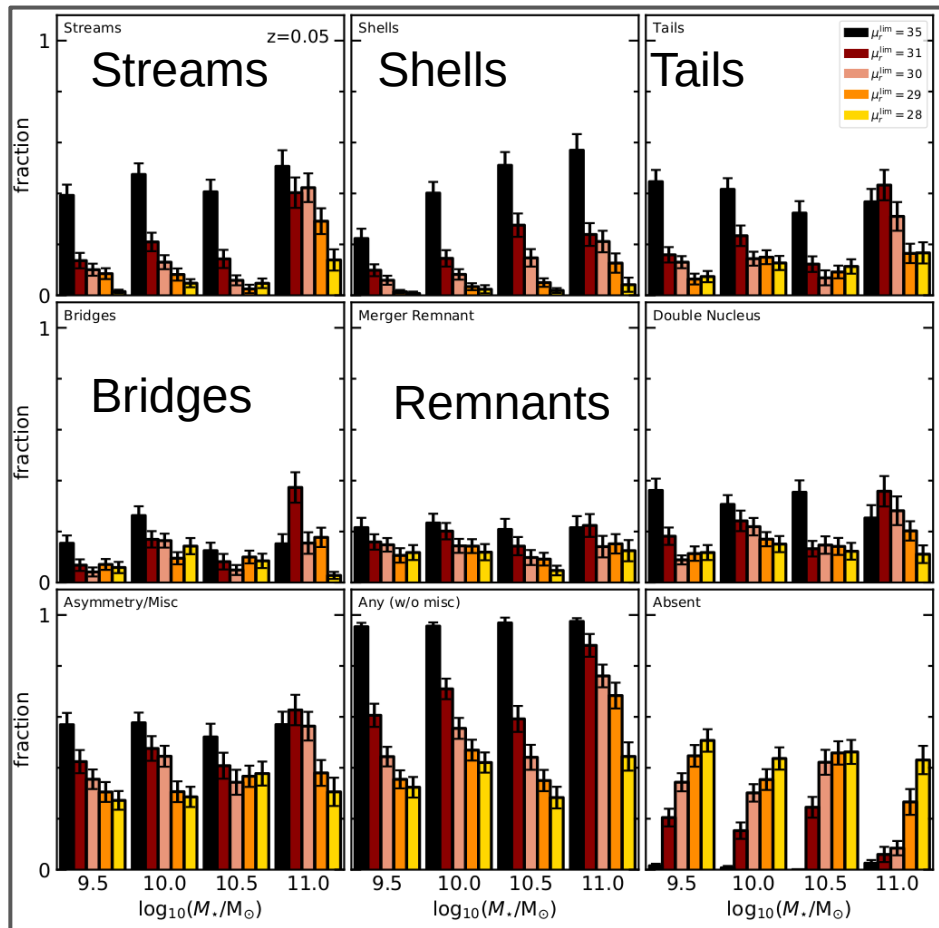 Streams
z=0.05
Streams
Shells
Shells
Tails
Tails
μ_r^lim = 35
μ_r^lim = 31
μ_r^lim = 30
μ_r^lim = 29
μ_r^lim = 28
1
fraction
0
Bridges
Bridges
Merger Remnant
Remnants
Double Nucleus
1
fraction
0
Asymmetry/Misc
Any (w/o misc)
Absent
1
fraction
0
9.5 10.0 10.5 11.0
log₁₀(M⋆/M⊙)
9.5 10.0 10.5 11.0
log₁₀(M⋆/M⊙)
9.5 10.0 10.5 11.0
log₁₀(M⋆/M⊙)